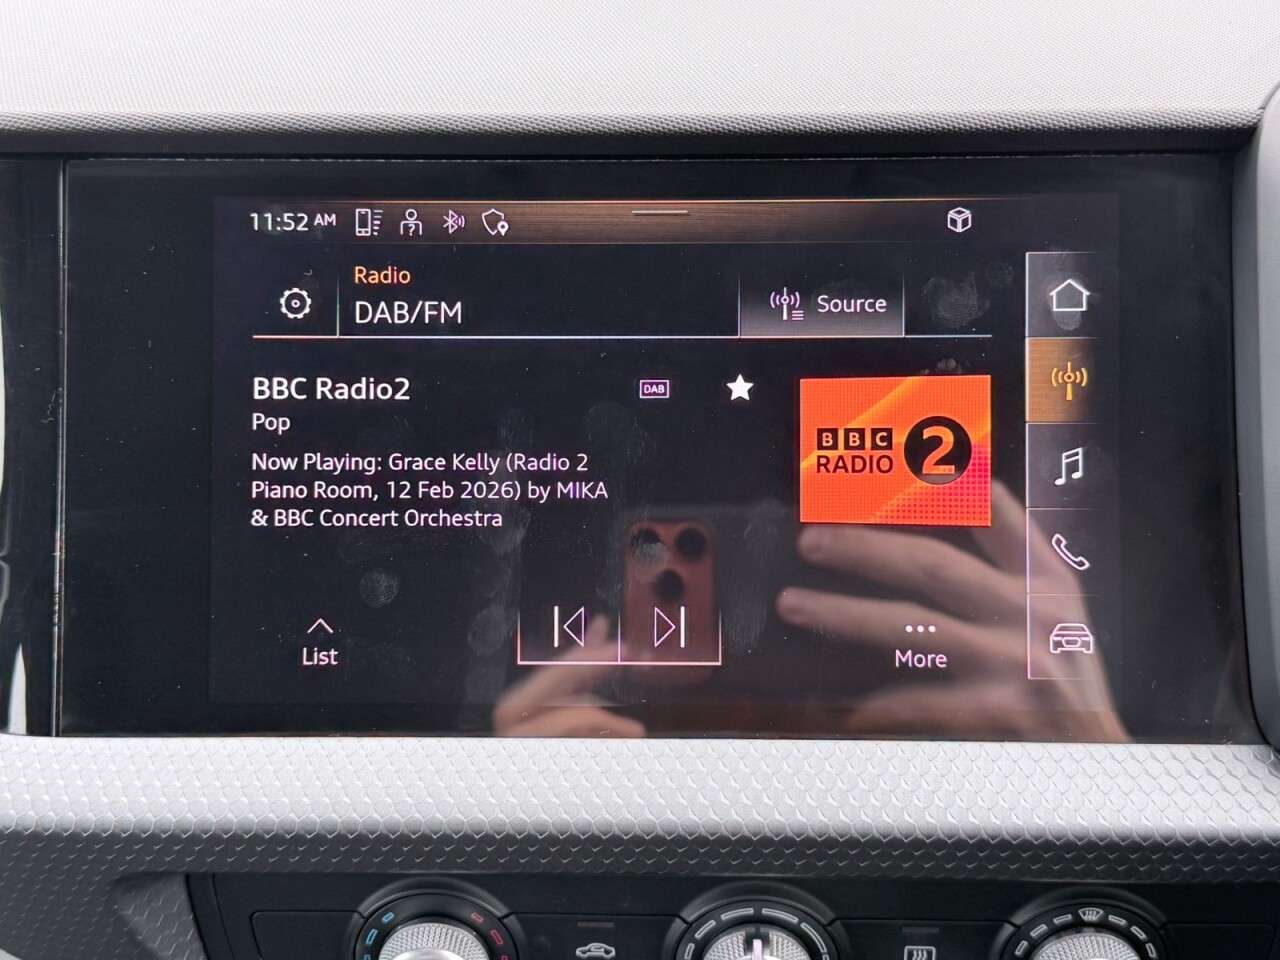 11:52 AM
Radio
DAB/FM
Source
BBC Radio2
DAB
Pop
Now Playing: Grace Kelly (Radio 2
Piano Room, 12 Feb 2026) by MIKA
& BBC Concert Orchestra
BBC
RADIO 2
List
More